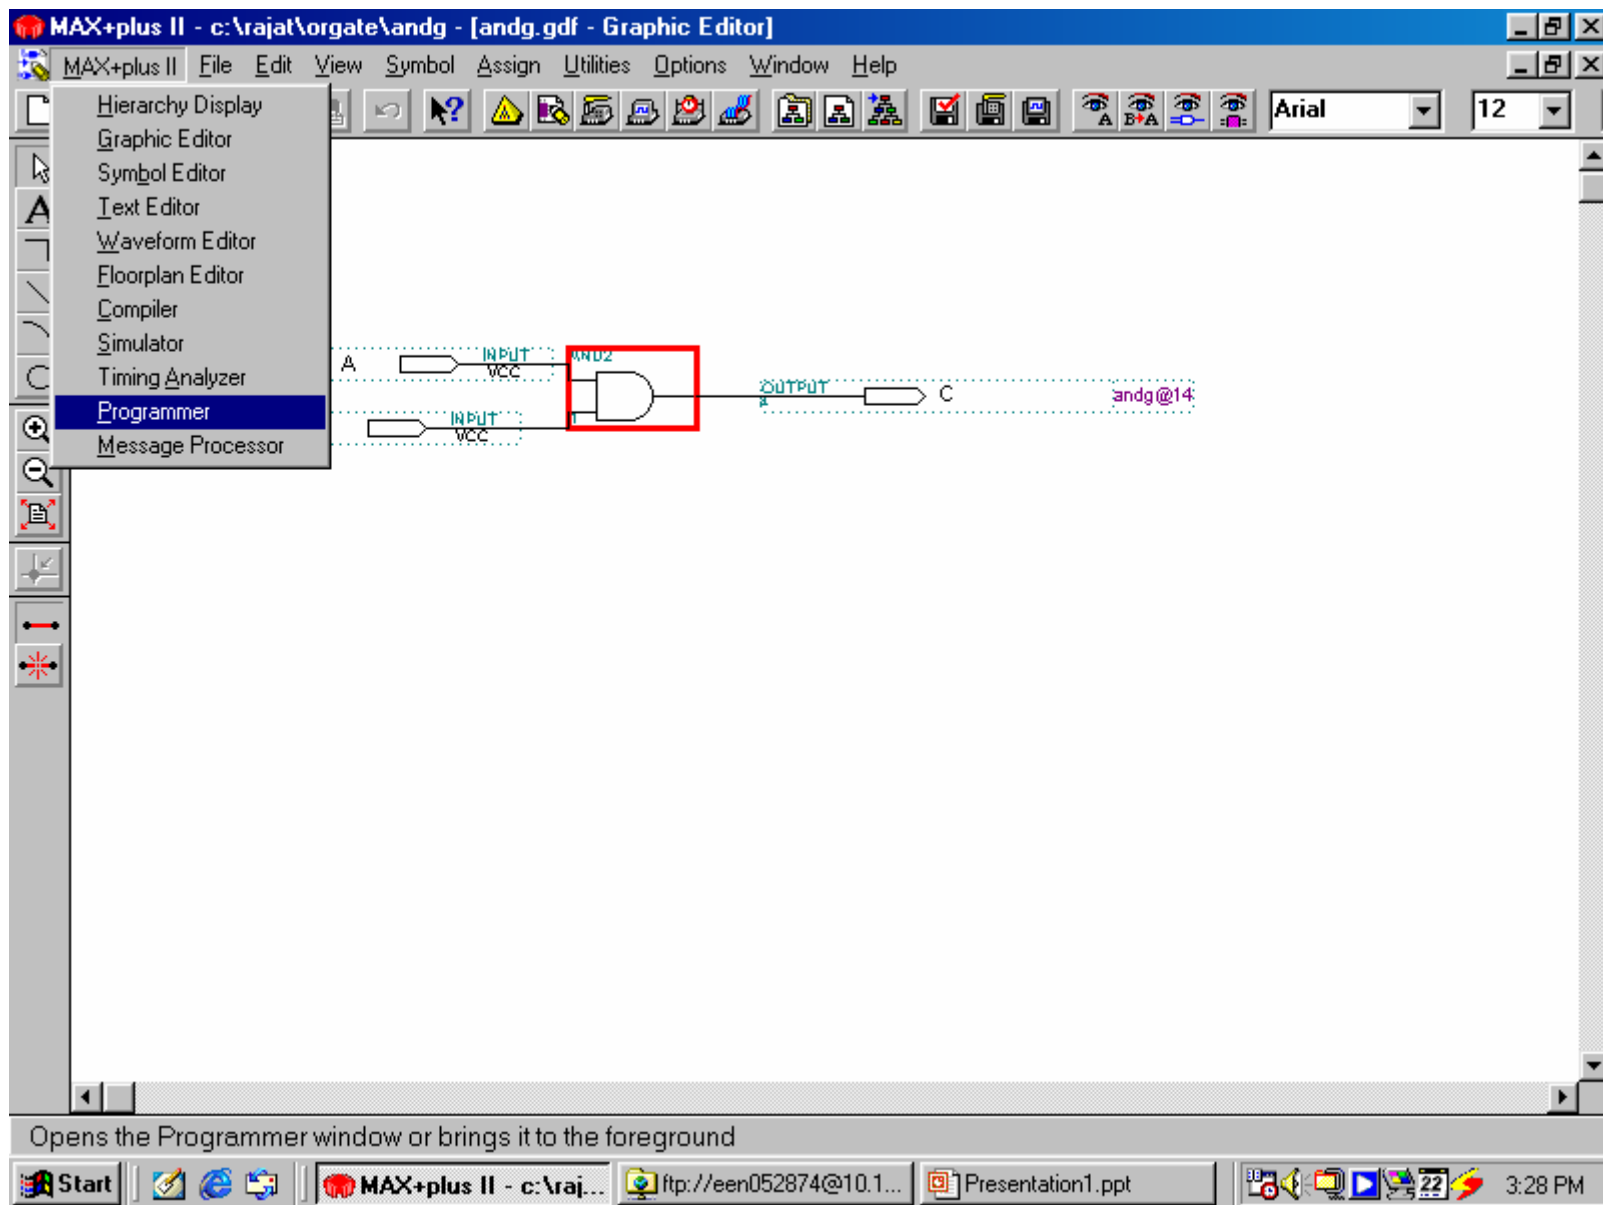 MAX+plus II - c:\rajat\orgate\andg - [andg.gdf - Graphic Editor]
MAX+plus II File Edit View Symbol Assign Utilities Options Window Help
Arial 12
Hierarchy Display
Graphic Editor
Symbol Editor
Text Editor
Waveform Editor
Floorplan Editor
Compiler
Simulator
Timing Analyzer
Programmer
Message Processor
A INPUT AND2
VCC
OUTPUT C andg@14
INPUT
VCC
Opens the Programmer window or brings it to the foreground
Start MAX+plus II - c:\raj... ftp://een052874@10.1... Presentation1.ppt 22 3:28 PM